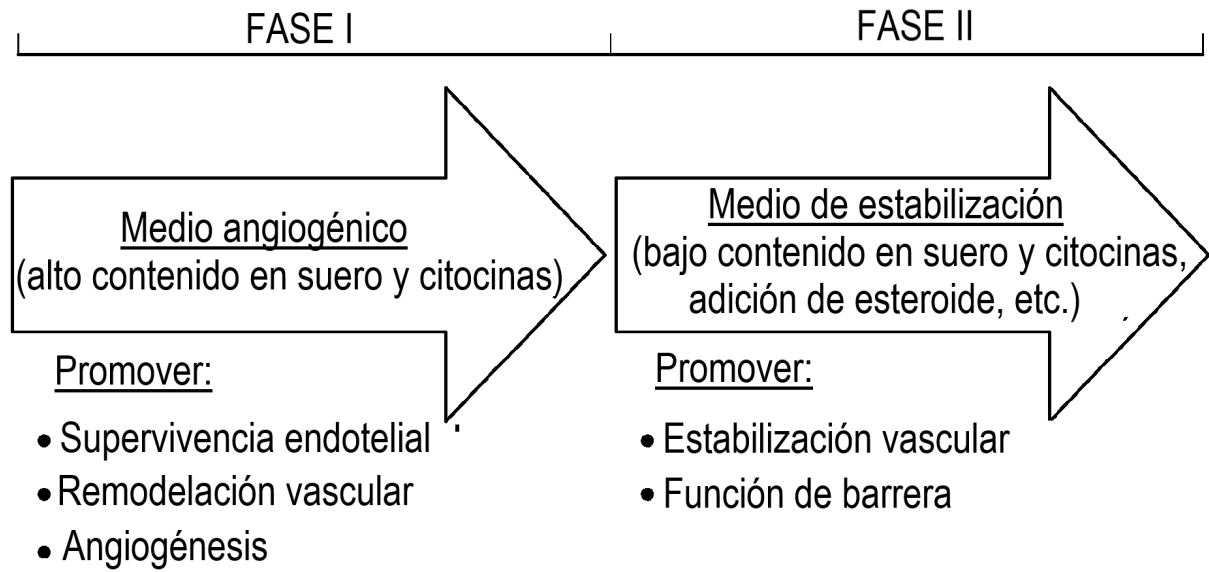 FASE I
FASE II
Medio angiogénico
(alto contenido en suero y citocinas)
Promover:
• Supervivencia endotelial
• Remodelación vascular
• Angiogénesis
Medio de estabilización
(bajo contenido en suero y citocinas,
adición de esteroide, etc.)
Promover:
• Estabilización vascular
• Función de barrera